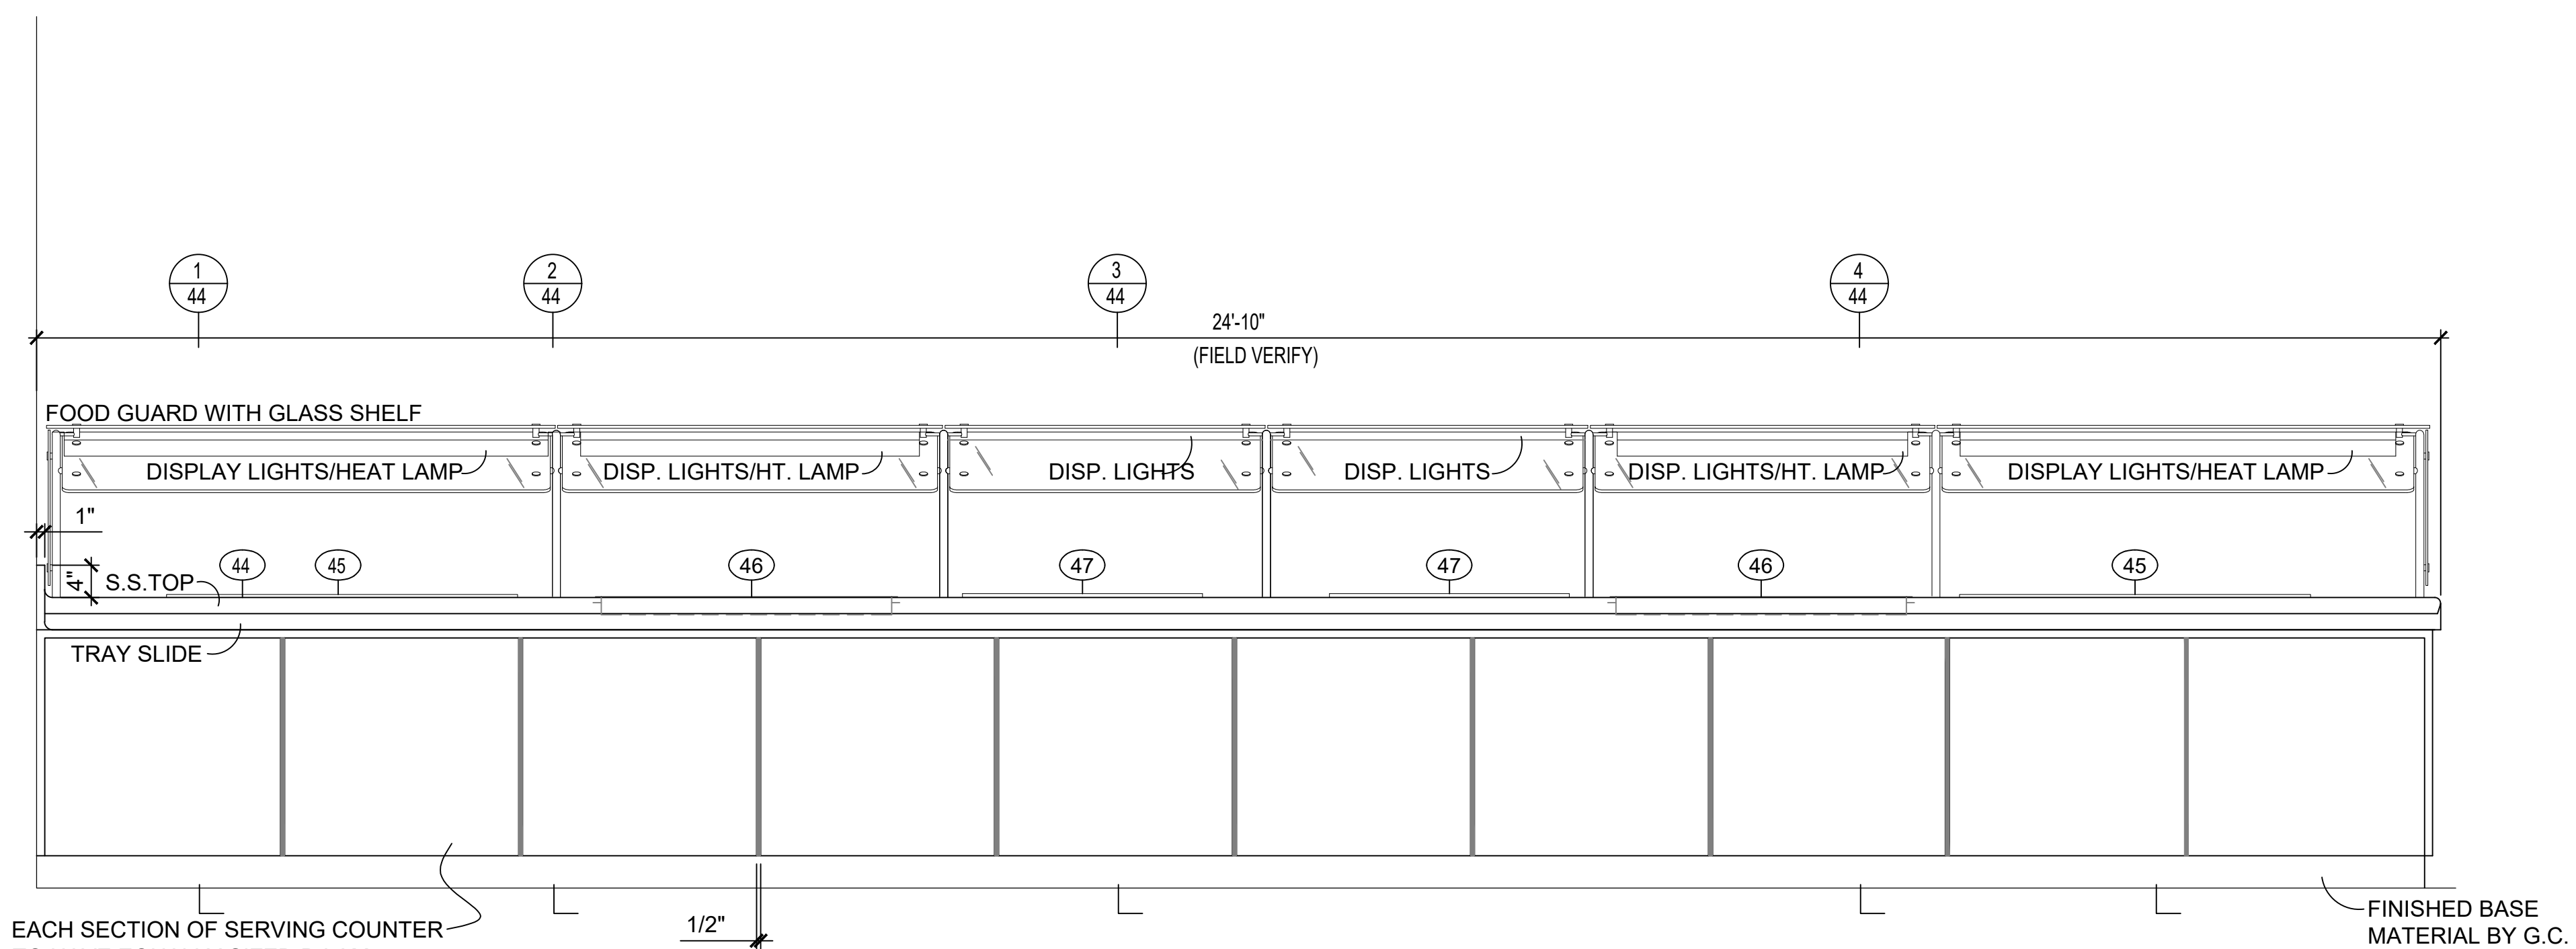 1
44
2
44
3
44
4
44
24'-10"
(FIELD VERIFY)
FOOD GUARD WITH GLASS SHELF
DISPLAY LIGHTS/HEAT LAMP
DISP. LIGHTS/HT. LAMP
DISP. LIGHTS
DISP. LIGHTS
DISP. LIGHTS/HT. LAMP
DISPLAY LIGHTS/HEAT LAMP
1"
44
45
46
47
47
46
45
4"
S.S.TOP
TRAY SLIDE
EACH SECTION OF SERVING COUNTER
1/2"
FINISHED BASE
MATERIAL BY G.C.